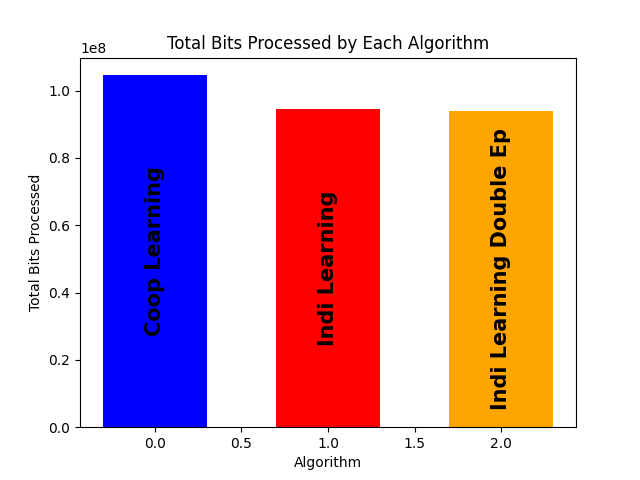 Total Bits Processed by Each Algorithm
1e8
1.0
0.8
0.6
0.4
0.2
0.0
Total Bits Processed
Coop Learning
Indi Learning
Indi Learning Double Ep
0.0 0.5 1.0 1.5 2.0
Algorithm